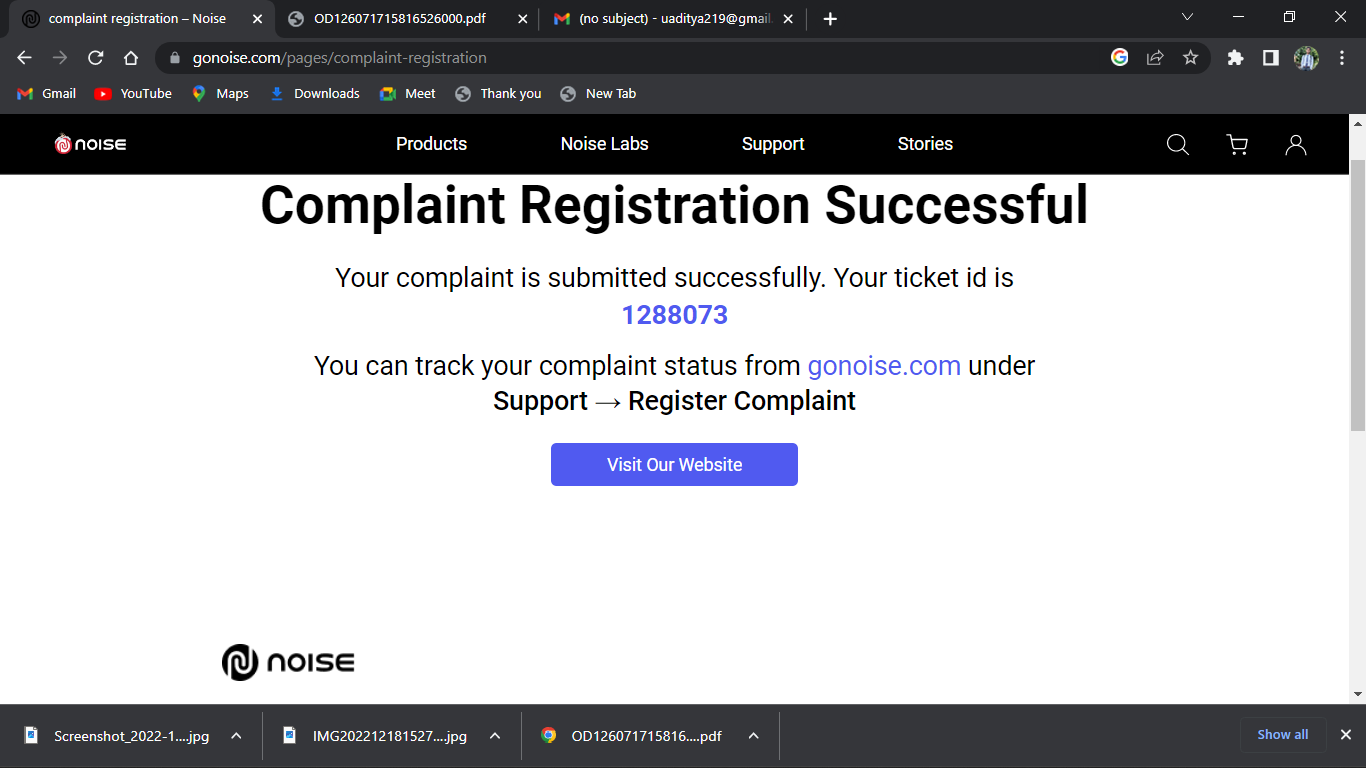 complaint registration – Noise
OD126071715816526000.pdf
(no subject) - uaditya219@gmail.
gonoise.com/pages/complaint-registration
Gmail
YouTube
Maps
Downloads
Meet
Thank you
New Tab
noise
Products
Noise Labs
Support
Stories
Complaint Registration Successful
Your complaint is submitted successfully. Your ticket id is
1288073
You can track your complaint status from gonoise.com under
Support → Register Complaint
Visit Our Website
noise
Screenshot_2022-1....jpg
IMG202212181527....jpg
OD126071715816....pdf
Show all